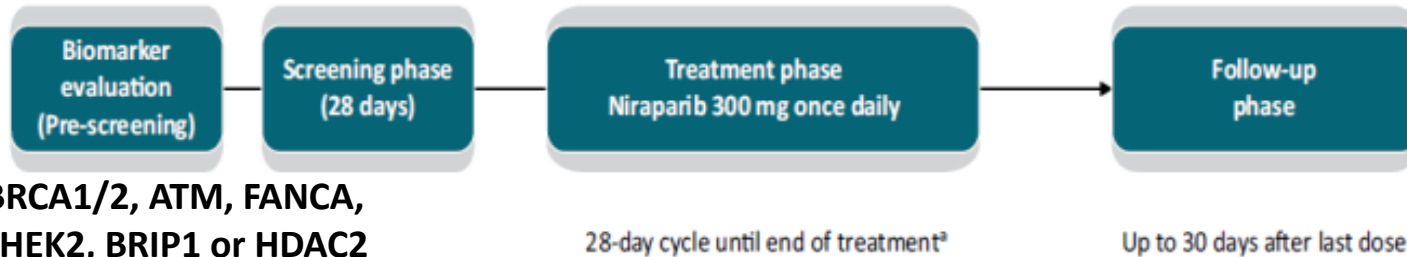 Biomarker
evaluation
(Pre-screening)
Screening phase
(28 days)
Treatment phase
Niraparib 300 mg once daily
Follow-up
phase
BRCA1/2, ATM, FANCA,
HEK2, BRIP1 or HDAC2
28-day cycle until end of treatmentᵃ
Up to 30 days after last dose